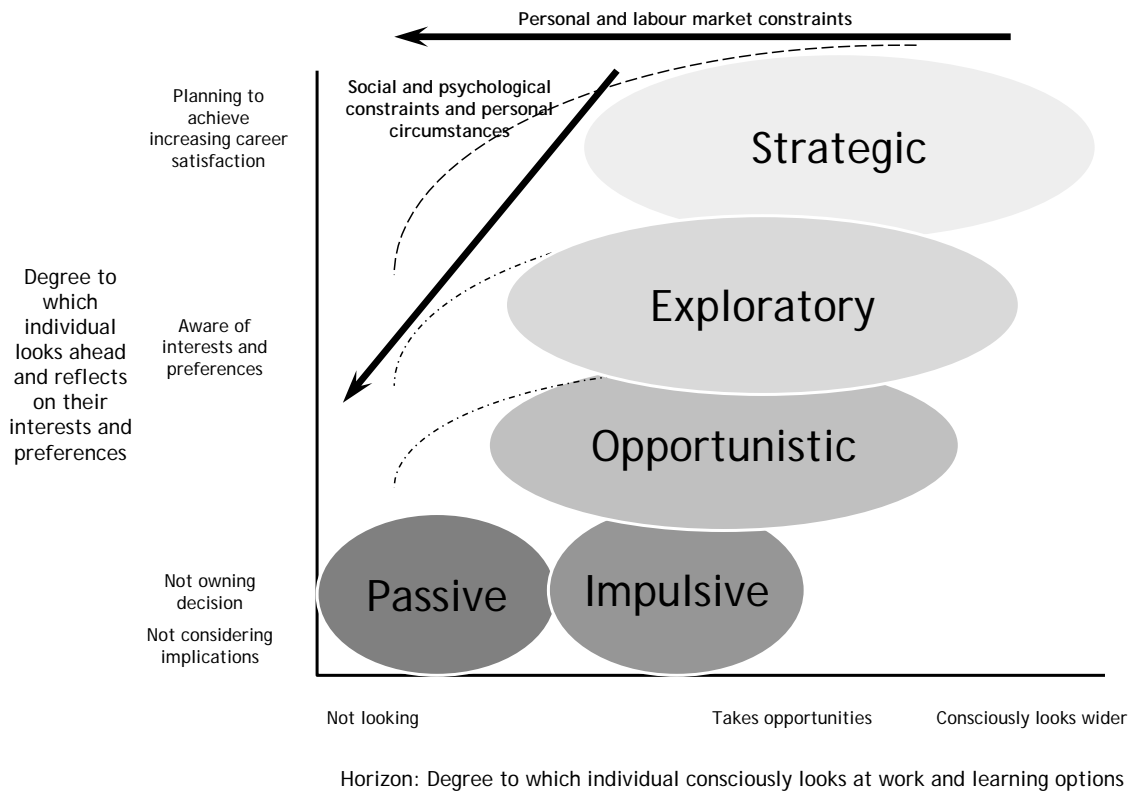 Personal and labour market constraints
Social and psychological
constraints and personal
circumstances
Planning to
achieve
increasing career
satisfaction
Strategic
Degree to
which
individual
looks ahead
and reflects
on their
interests and
preferences
Aware of
interests and
preferences
Exploratory
Opportunistic
Not owning
decision
Not considering
implications
Passive
Impulsive
Not looking
Takes opportunities
Consciously looks wider
Horizon: Degree to which individual consciously looks at work and learning options